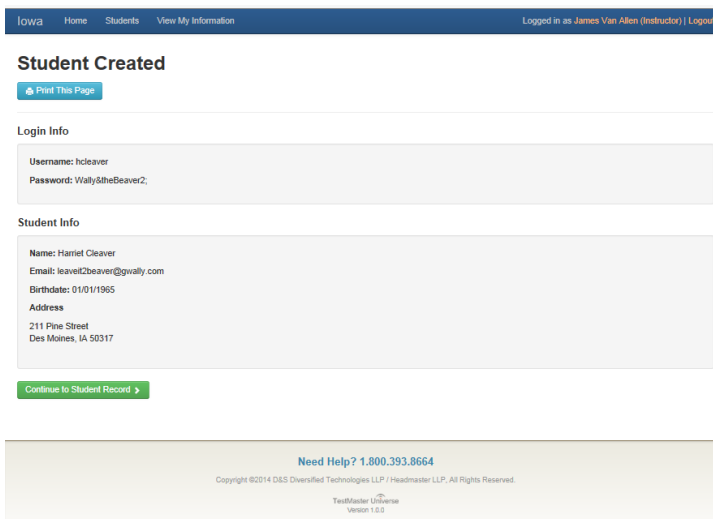 Iowa Home Students View My Information Logged in as James Van Allen (Instructor) | Logout
Student Created
Print This Page
Login Info
Username: hcleaver
Password: Wally&theBeaver2;
Student Info
Name: Harriet Cleaver
Email: leaveit2beaver@gwally.com
Birthdate: 01/01/1965
Address
211 Pine Street
Des Moines, IA 50317
Continue to Student Record
Need Help? 1.800.393.8664
Copyright ©2014 D&S Diversified Technologies LLP / Headmaster LLP, All Rights Reserved.
TestMaster Universe
Version 1.0.0